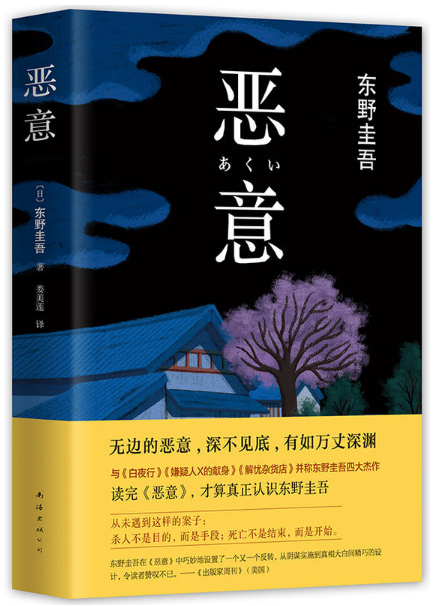 恶意
[日] 东野圭吾 著
娄美莲 译
南海出版公司
东野圭吾
恶
あくい
意
无边的恶意，深不见底，有如万丈深渊
与《白夜行》《嫌疑人X的献身》《解忧杂货店》并称东野圭吾四大杰作
读完《恶意》，才算真正认识东野圭吾
从未遇到这样的案子：
杀人不是目的，而是手段；死亡不是结束，而是开始。
东野圭吾在《恶意》中巧妙地设置了一个又一个反转，从阴谋实施到真相大白间精巧的设
计，令读者赞叹不已。——《出版家周刊》（美国）